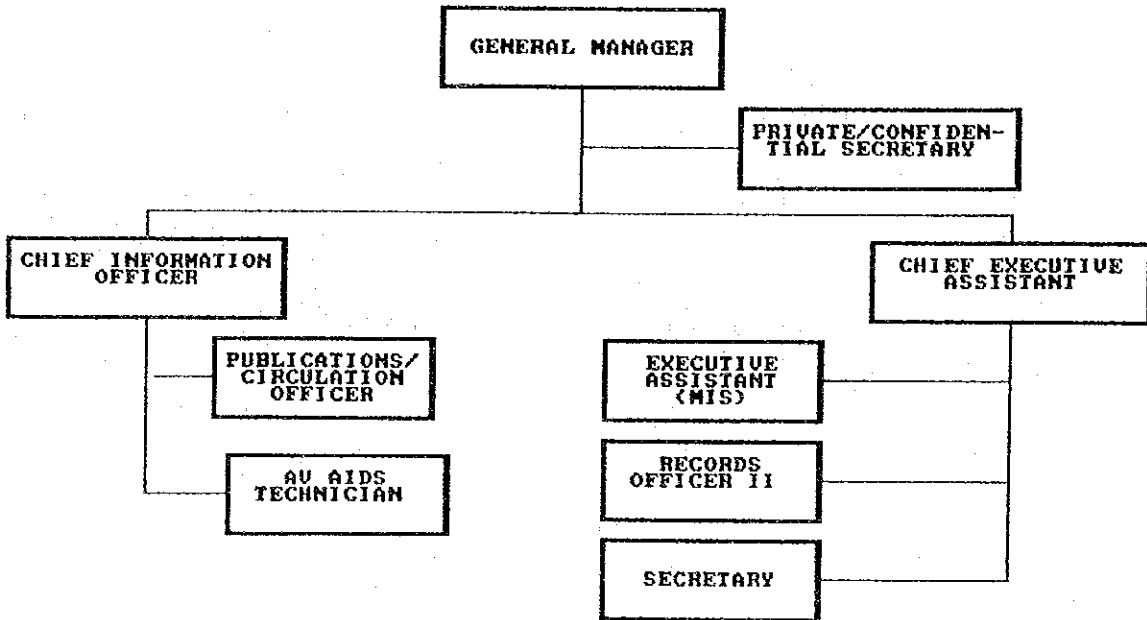 GENERAL MANAGER
PRIVATE/CONFIDEN-
TIAL SECRETARY
CHIEF INFORMATION
OFFICER
CHIEF EXECUTIVE
ASSISTANT
PUBLICATIONS/
CIRCULATION
OFFICER
EXECUTIVE
ASSISTANT
(MIS)
AV AIDS
TECHNICIAN
RECORDS
OFFICER II
SECRETARY